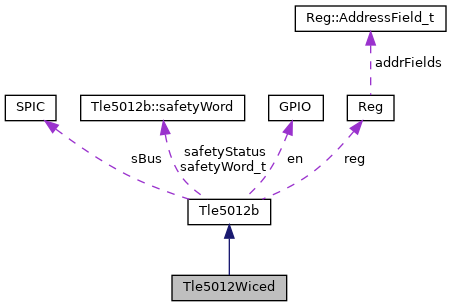 Reg::AddressField_t
addrFields
SPIC
Tle5012b::safetyWord
GPIO
Reg
sBus
safetyStatus
safetyWord_t
en
reg
Tle5012b
Tle5012Wiced